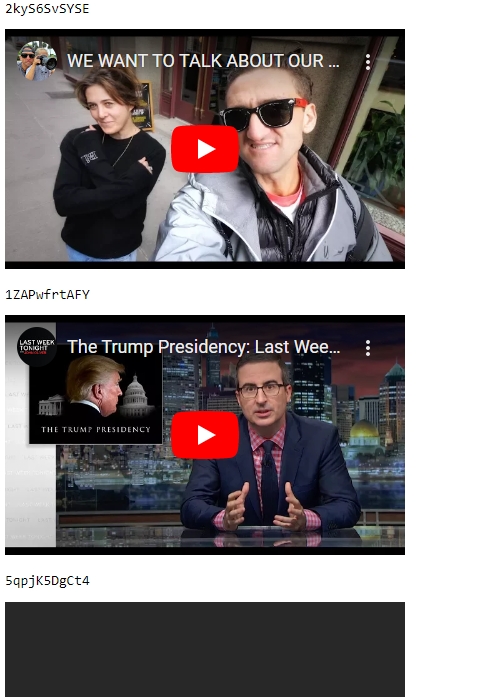 2kyS6SvSYSE
WE WANT TO TALK ABOUT OUR ...
1ZAPwfrtAFY
LAST WEEK
TONIGHT
The Trump Presidency: Last Wee...
THE TRUMP PRESIDENCY
5qpjK5DgCt4